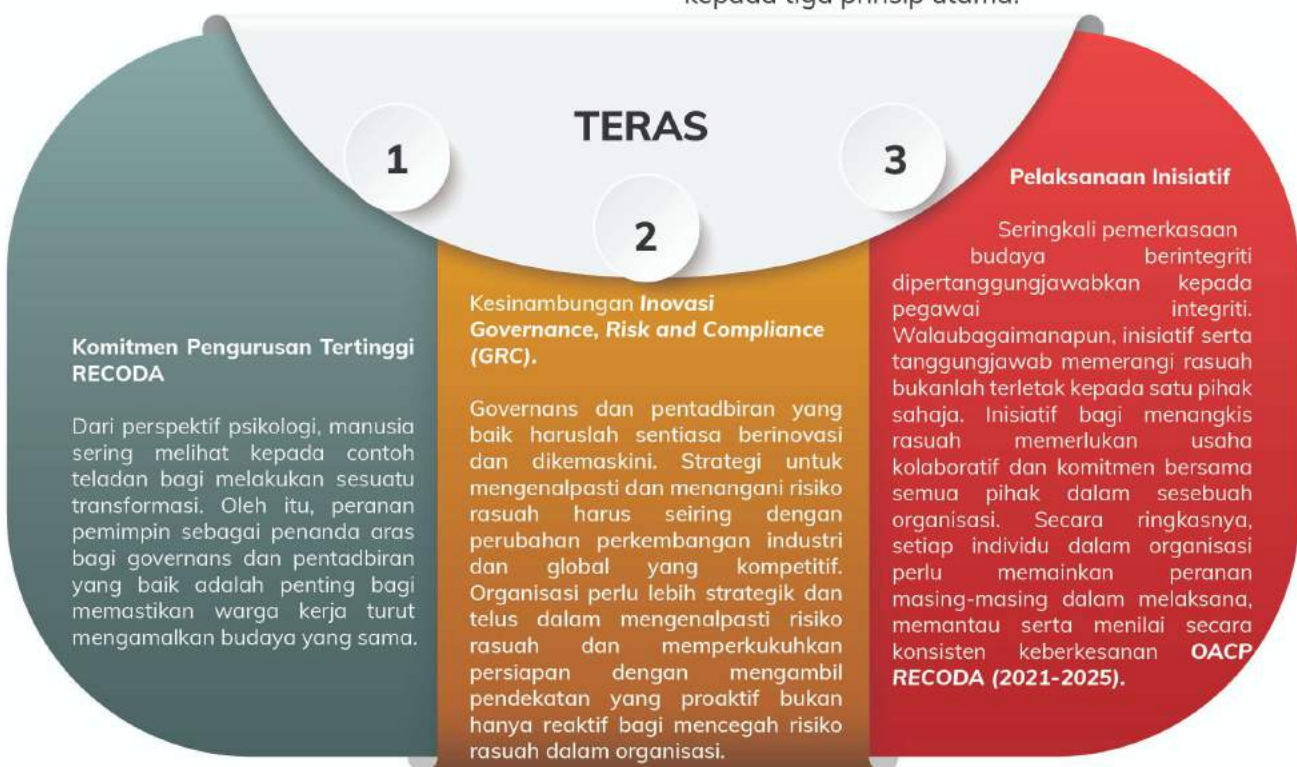 kepada tiga prinsip utama:
TERAS
1
2
3
Komitmen Pengurusan Tertinggi
RECODA
Dari perspektif psikologi, manusia
sering melihat kepada contoh
teladan bagi melakukan sesuatu
transformasi. Oleh itu, peranan
pemimpin sebagai penanda aras
bagi governans dan pentadbiran
yang baik adalah penting bagi
memastikan warga kerja turut
mengamalkan budaya yang sama.
Kesinambungan Inovasi
Governance, Risk and Compliance
(GRC).
Governans dan pentadbiran yang
baik haruslah sentiasa berinovasi
dan dikemaskini. Strategi untuk
mengenalpasti dan menangani risiko
rasuah harus seiring dengan
perubahan perkembangan industri
dan global yang kompetitif.
Organisasi perlu lebih strategik dan
telus dalam mengenalpasti risiko
rasuah dan memperkukuhkan
persiapan dengan mengambil
pendekatan yang proaktif bukan
hanya reaktif bagi mencegah risiko
rasuah dalam organisasi.
Pelaksanaan Inisiatif
Seringkali pemerkasaan
budaya berintegriti
dipertanggungjawabkan kepada
pegawai integriti.
Walaubagaimanapun, inisiatif serta
tanggungjawab memerangi rasuah
bukanlah terletak kepada satu pihak
sahaja. Inisiatif bagi menangkis
rasuah memerlukan usaha
kolaboratif dan komitmen bersama
semua pihak dalam sesebuah
organisasi. Secara ringkasnya,
setiap individu dalam organisasi
perlu memainkan peranan
masing-masing dalam melaksana,
memantau serta menilai secara
konsisten keberkesanan OACP
RECODA (2021-2025).